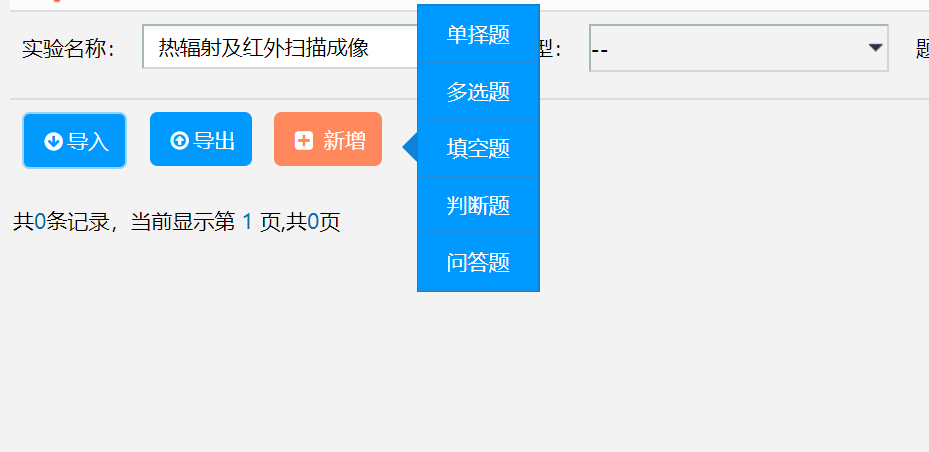 实验名称： 热辐射及红外扫描成像 型： -- 题
导入 导出 新增
单择题
多选题
填空题
判断题
问答题
共0条记录，当前显示第 1 页,共0页